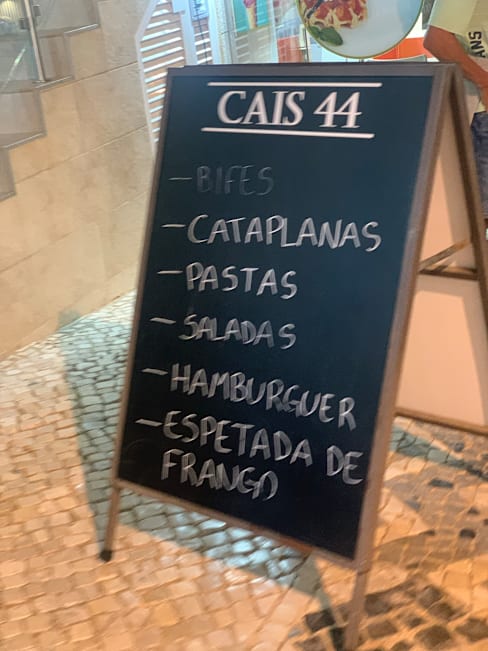 CAIS 44
- BIFES
- CATAPLANAS
- PASTAS
- SALADAS
- HAMBURGUER
- ESPETADA DE
FRANGO